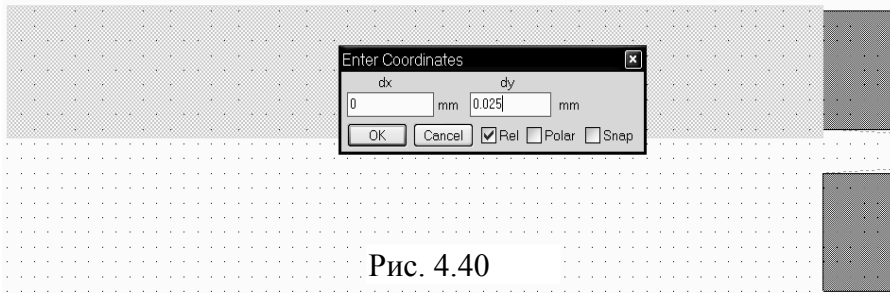 Enter Coordinates
dx dy
0 mm 0.025 mm
OK Cancel Rel Polar Snap
Рис. 4.40